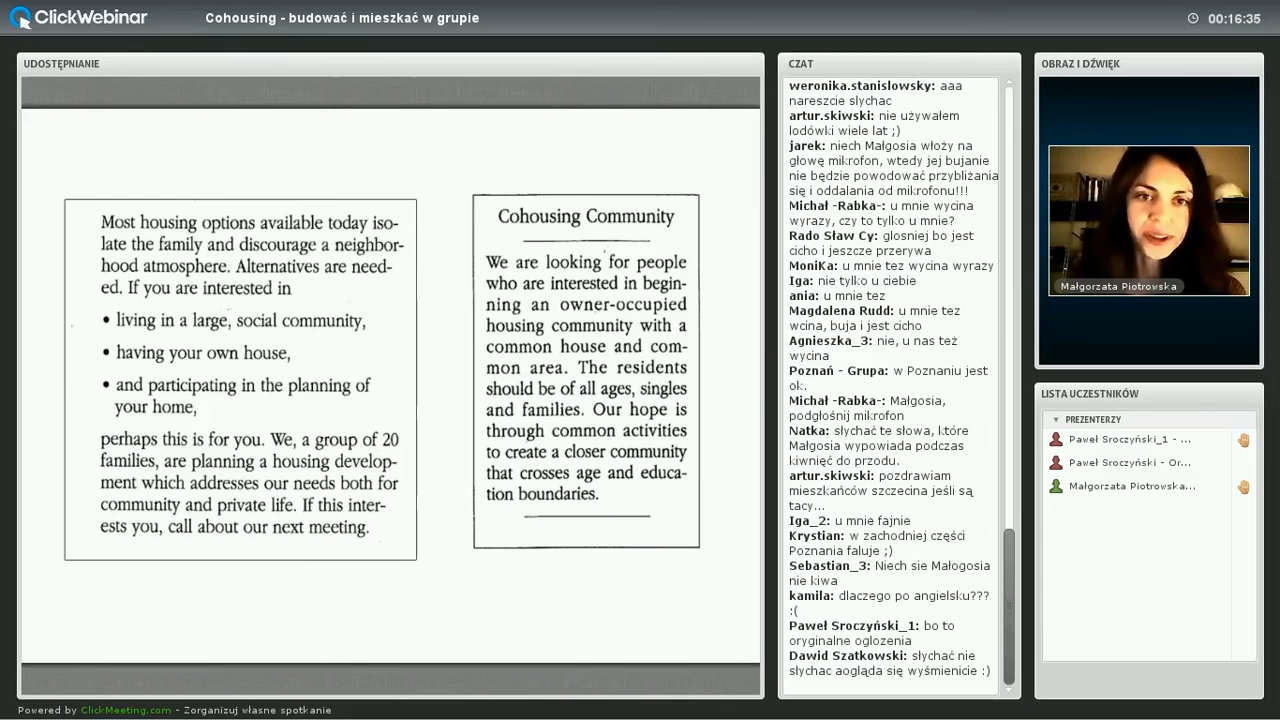 ClickWebinar
Cohousing - budować i mieszkać w grupie
00:16:35
UDOSTĘPNIANIE
Most housing options available today iso-
late the family and discourage a neighbor-
hood atmosphere. Alternatives are need-
ed. If you are interested in
• living in a large, social community,
• having your own house,
• and participating in the planning of
your home,
perhaps this is for you. We, a group of 20
families, are planning a housing develop-
ment which addresses our needs both for
community and private life. If this inter-
ests you, call about our next meeting.
Cohousing Community
We are looking for people
who are interested in begin-
ning an owner-occupied
housing community with a
common house and com-
mon area. The residents
should be of all ages, singles
and families. Our hope is
through common activities
to create a closer community
that crosses age and educa-
tion boundaries.
CZAT
weronika.stanislowsky: aaa
nareszcie slychac
artur.skiwski: nie używałem
lodówki wiele lat ;)
jarek: niech Małgosia włoży na
głowę mikrofon, wtedy jej bujanie
nie będzie powodować przybliżania
się i oddalania od mikrofonu!!!
Michał -Rabka-: u mnie wycina
wyrazy, czy to tylko u mnie?
Rado Sław Cy: glosniej bo jest
cicho i jeszcze przerywa
MoniKa: u mnie tez wycina wyrazy
Iga: nie tylko u ciebie
ania: u mnie tez
Magdalena Rudd: u mnie tez
wcina, buja i jest cicho
Agnieszka_3: nie, u nas też
wycina
Poznań - Grupa: w Poznaniu jest
ok.
Michał -Rabka-: Małgosia,
podgłośnij mikrofon
Natka: słychać te słowa, które
Małgosia wypowiada podczas
kiwnięć do przodu.
artur.skiwski: pozdrawiam
mieszkańców szczecina jeśli są
tacy...
Iga_2: u mnie fajnie
Krystian: w zachodniej części
Poznania faluje ;)
Sebastian_3: Niech sie Małogosia
nie kiwa
kamila: dlaczego po angielsku???
:(
Paweł Sroczyński_1: bo to
oryginalne oglozenia
Dawid Szatkowski: słychać nie
słychac aogląda się wyśmienicie :)
OBRAZ I DŹWIĘK
Małgorzata Piotrowska
LISTA UCZESTNIKÓW
PREZENTERZY
Paweł Sroczyński_1 - ...
Paweł Sroczyński - Or...
Małgorzata Piotrowska...
Powered by ClickMeeting.com - Zorganizuj własne spotkanie